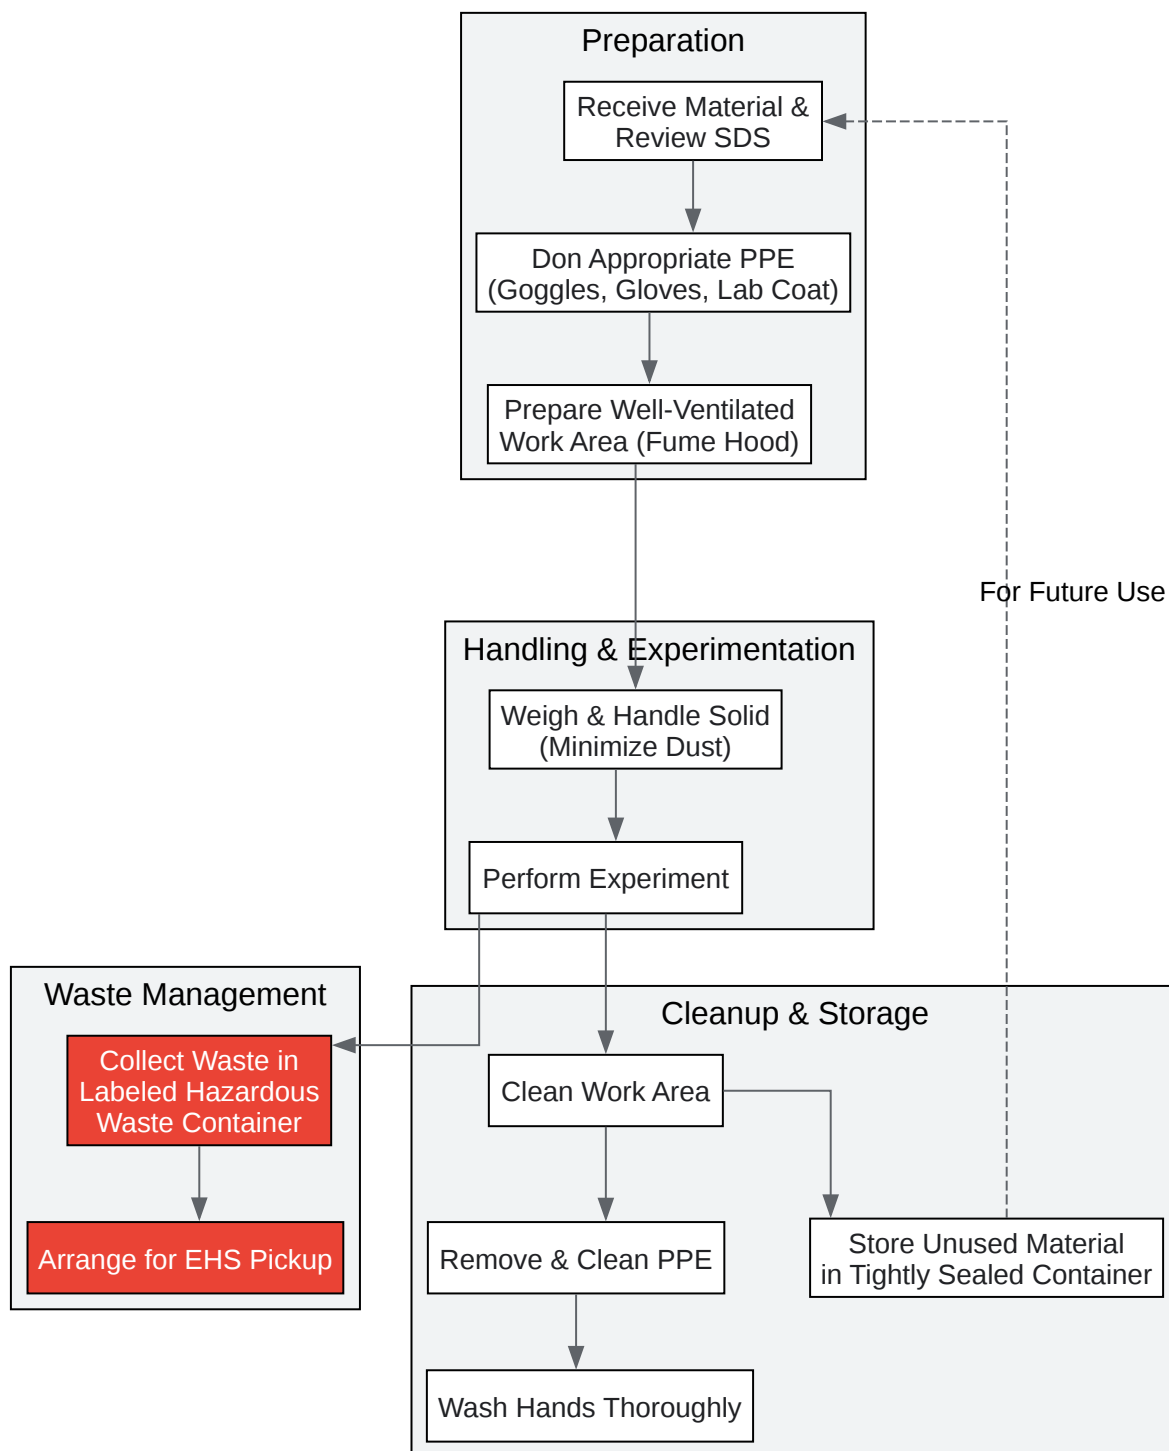 Preparation
Receive Material &
Review SDS
Don Appropriate PPE
(Goggles, Gloves, Lab Coat)
Prepare Well-Ventilated
Work Area (Fume Hood)
For Future Use
Handling & Experimentation
Weigh & Handle Solid
(Minimize Dust)
Perform Experiment
Waste Management
Collect Waste in
Labeled Hazardous
Waste Container
Arrange for EHS Pickup
Cleanup & Storage
Clean Work Area
Remove & Clean PPE
Store Unused Material
in Tightly Sealed Container
Wash Hands Thoroughly